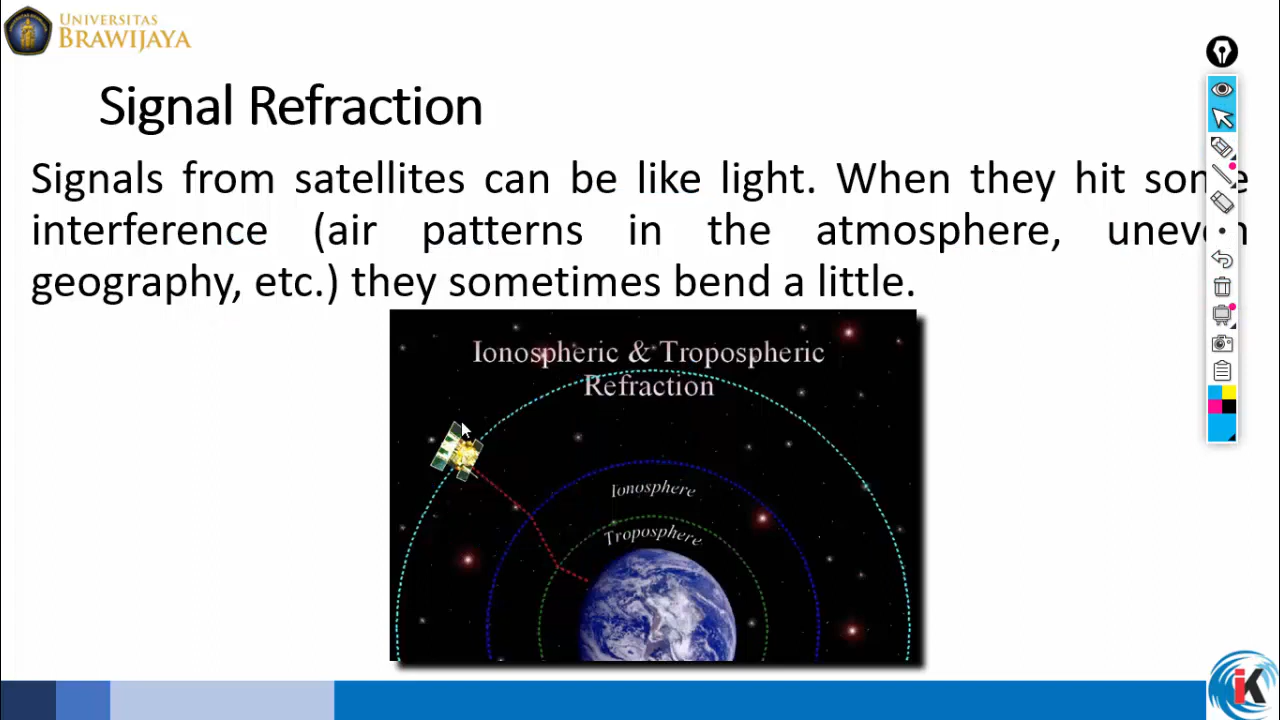 UNIVERSITAS
BRAWIJAYA
Signal Refraction
Signals from satellites can be like light. When they hit some
interference (air patterns in the atmosphere, uneven
geography, etc.) they sometimes bend a little.
Ionospheric & Tropospheric
Refraction
Ionosphere
Troposphere
iK